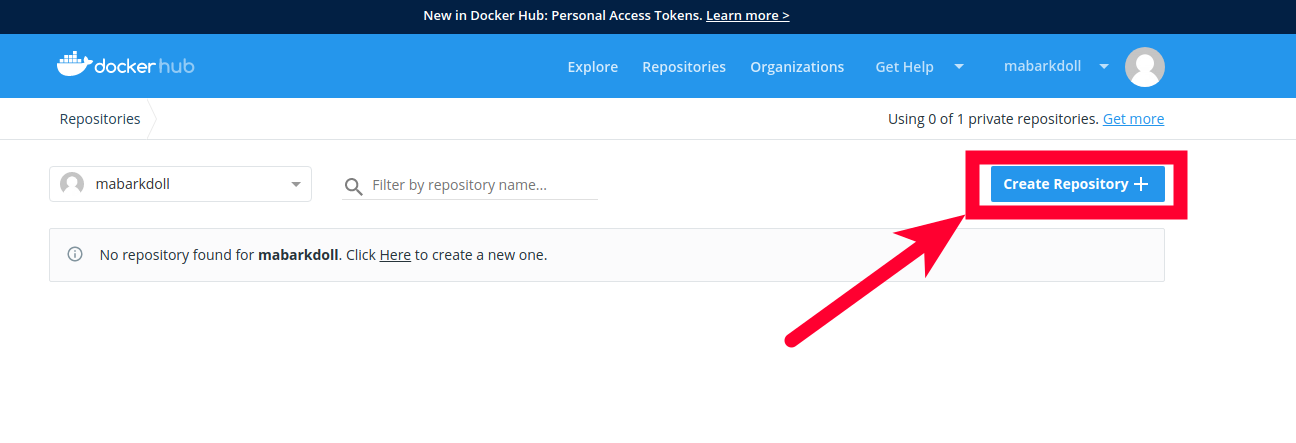 New in Docker Hub: Personal Access Tokens. Learn more >
docker hub
Explore Repositories Organizations Get Help mabarkdoll
Repositories
Using 0 of 1 private repositories. Get more
mabarkdoll
Filter by repository name...
Create Repository +
No repository found for mabarkdoll. Click Here to create a new one.